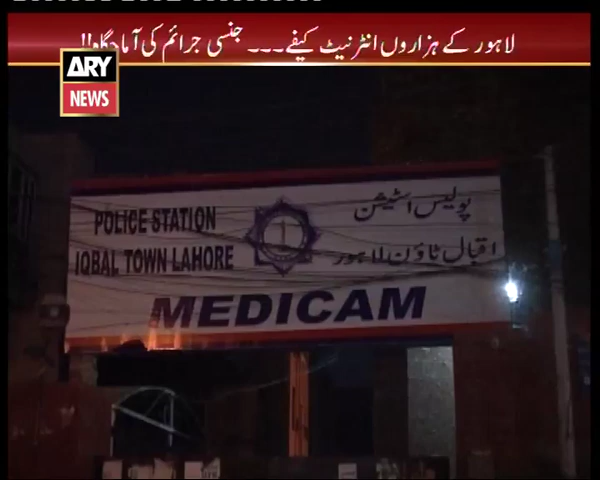 لاہور کے ہزاروں انٹرنیٹ کیفے۔۔۔ جنسی جرائم کی آماجگاہ!!
ARY
NEWS
POLICE STATION
IQBAL TOWN LAHORE
پولیس اسٹیشن
اقبال ٹاؤن لاہور
MEDICAM